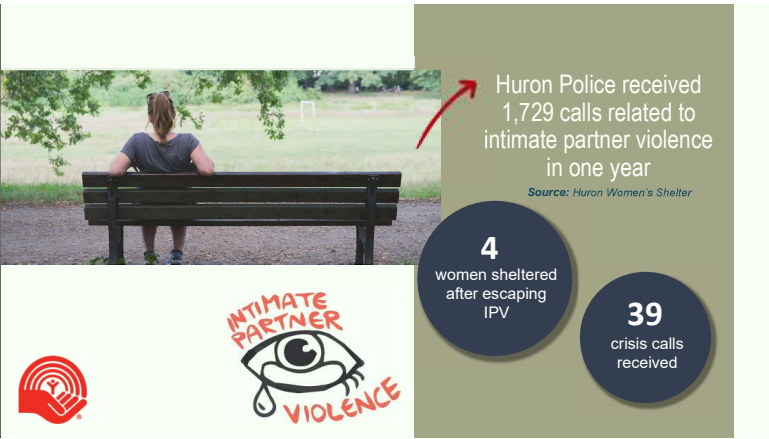 Huron Police received
1,729 calls related to
intimate partner violence
in one year
Source: Huron Women's Shelter
4
women sheltered
after escaping
IPV
39
crisis calls
received
INTIMATE
PARTNER
VIOLENCE
®